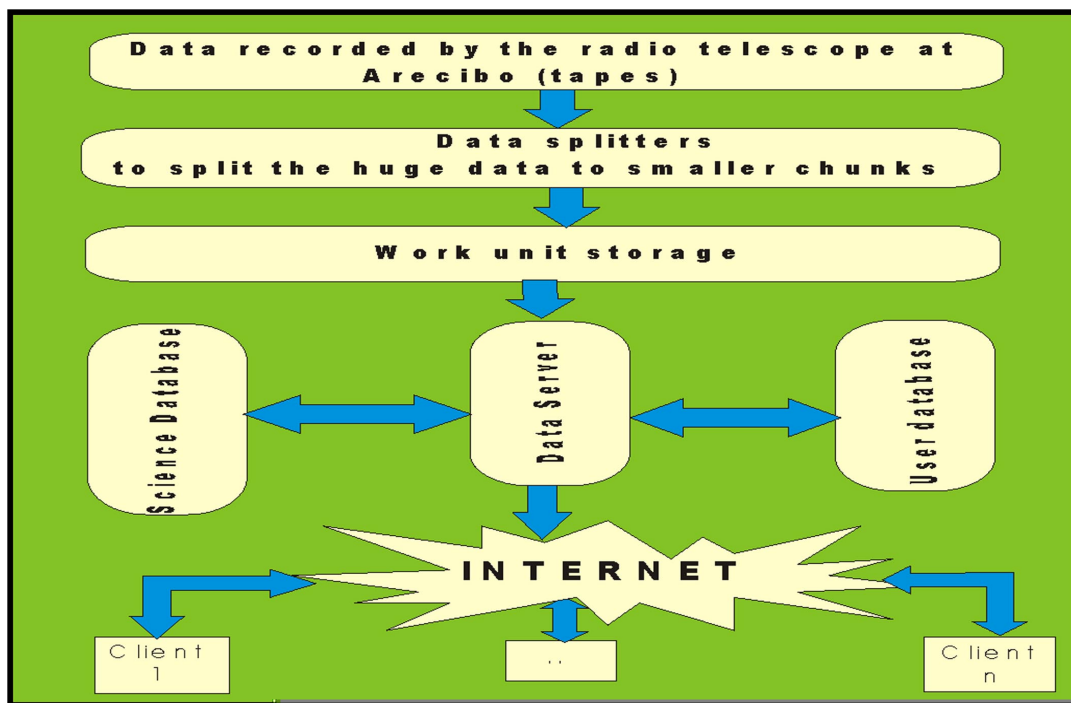 Data recorded by the radio telescope at
Arecibo (tapes)
Data splitters
to split the huge data to smaller chunks
Work unit storage
Science Database
Data Server
User database
INTERNET
Client
1
..
Client
n